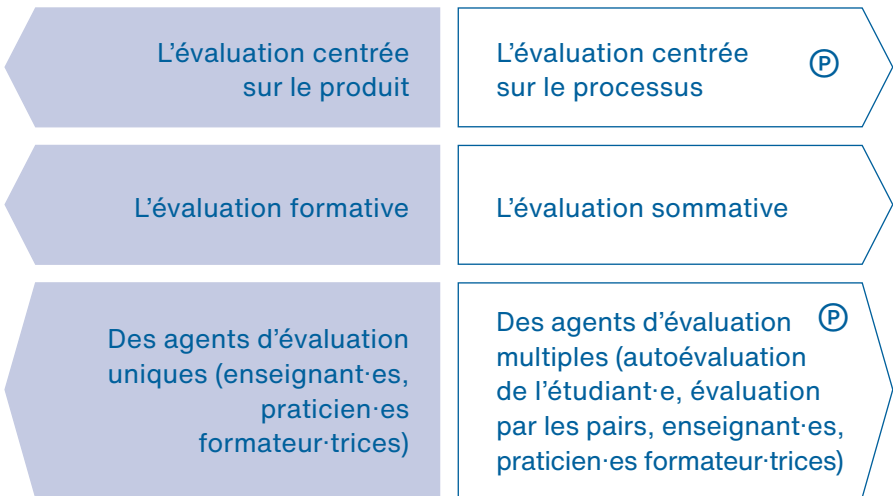 L’évaluation centrée
sur le produit
L’évaluation centrée
sur le processus
P
L’évaluation formative
L’évaluation sommative
Des agents d’évaluation
uniques (enseignant·es,
praticien·es
formateur·trices)
Des agents d’évaluation
P
multiples (autoévaluation
de l’étudiant·e, évaluation
par les pairs, enseignant·es,
praticien·es formateur·trices)